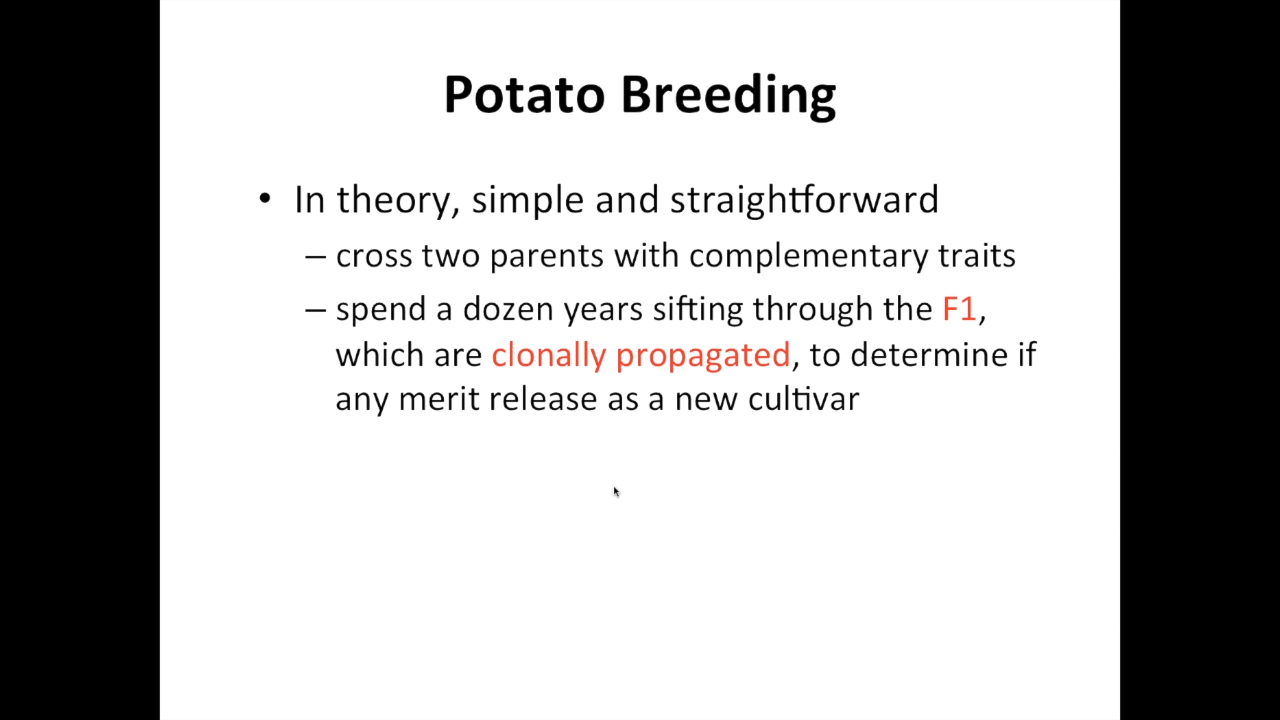 Potato Breeding
• In theory, simple and straightforward
– cross two parents with complementary traits
– spend a dozen years sifting through the F1,
which are clonally propagated, to determine if
any merit release as a new cultivar